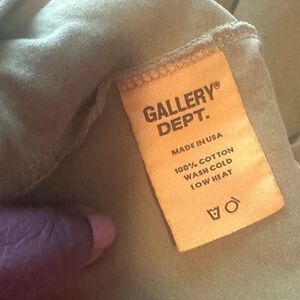 GALLERY®
DEPT.
MADE IN USA
100% COTTON
WASH COLD
LOW HEAT